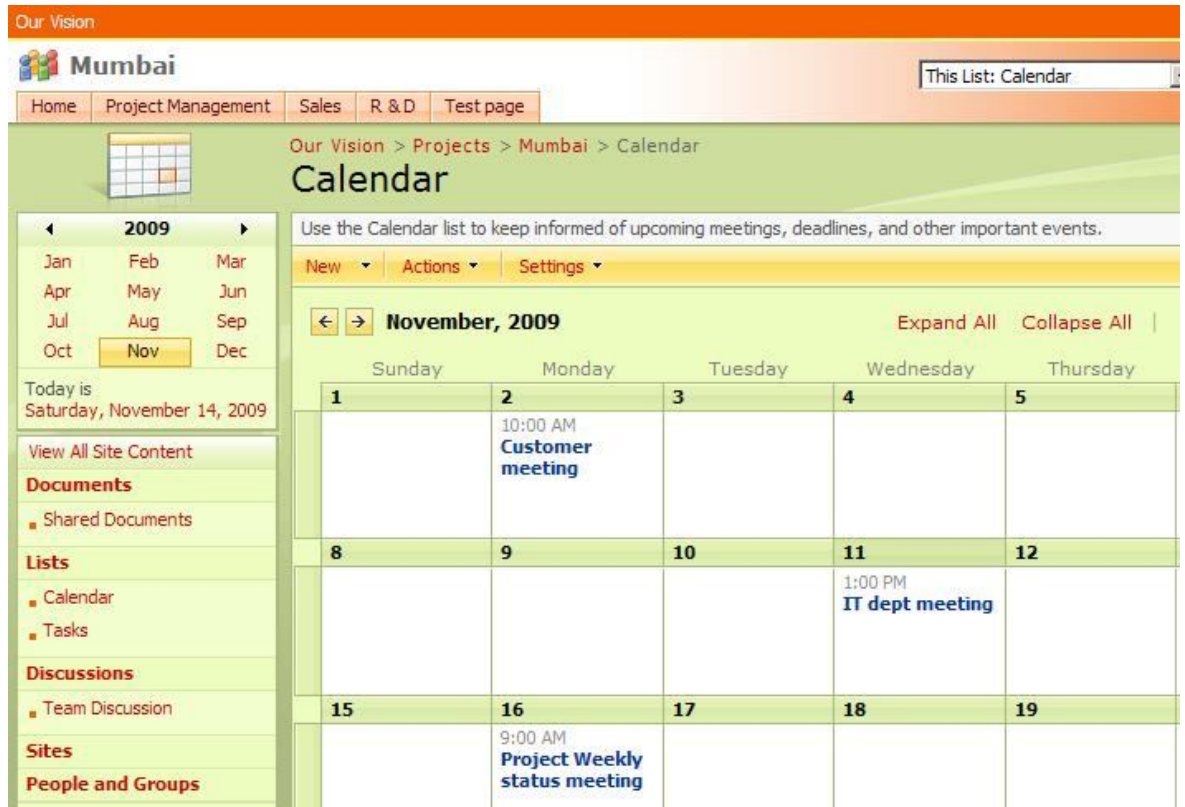 Our Vision
Mumbai
This List: Calendar
Home Project Management Sales R & D Test page
Our Vision > Projects > Mumbai > Calendar
Calendar
2009
Jan Feb Mar
Apr May Jun
Jul Aug Sep
Oct Nov Dec
Today is
Saturday, November 14, 2009
View All Site Content
Documents
Shared Documents
Lists
Calendar
Tasks
Discussions
Team Discussion
Sites
People and Groups
Use the Calendar list to keep informed of upcoming meetings, deadlines, and other important events.
New Actions Settings
November, 2009 Expand All Collapse All |
Sunday Monday Tuesday Wednesday Thursday
1 2 3 4 5
10:00 AM
Customer
meeting
8 9 10 11 12
1:00 PM
IT dept meeting
15 16 17 18 19
9:00 AM
Project Weekly
status meeting